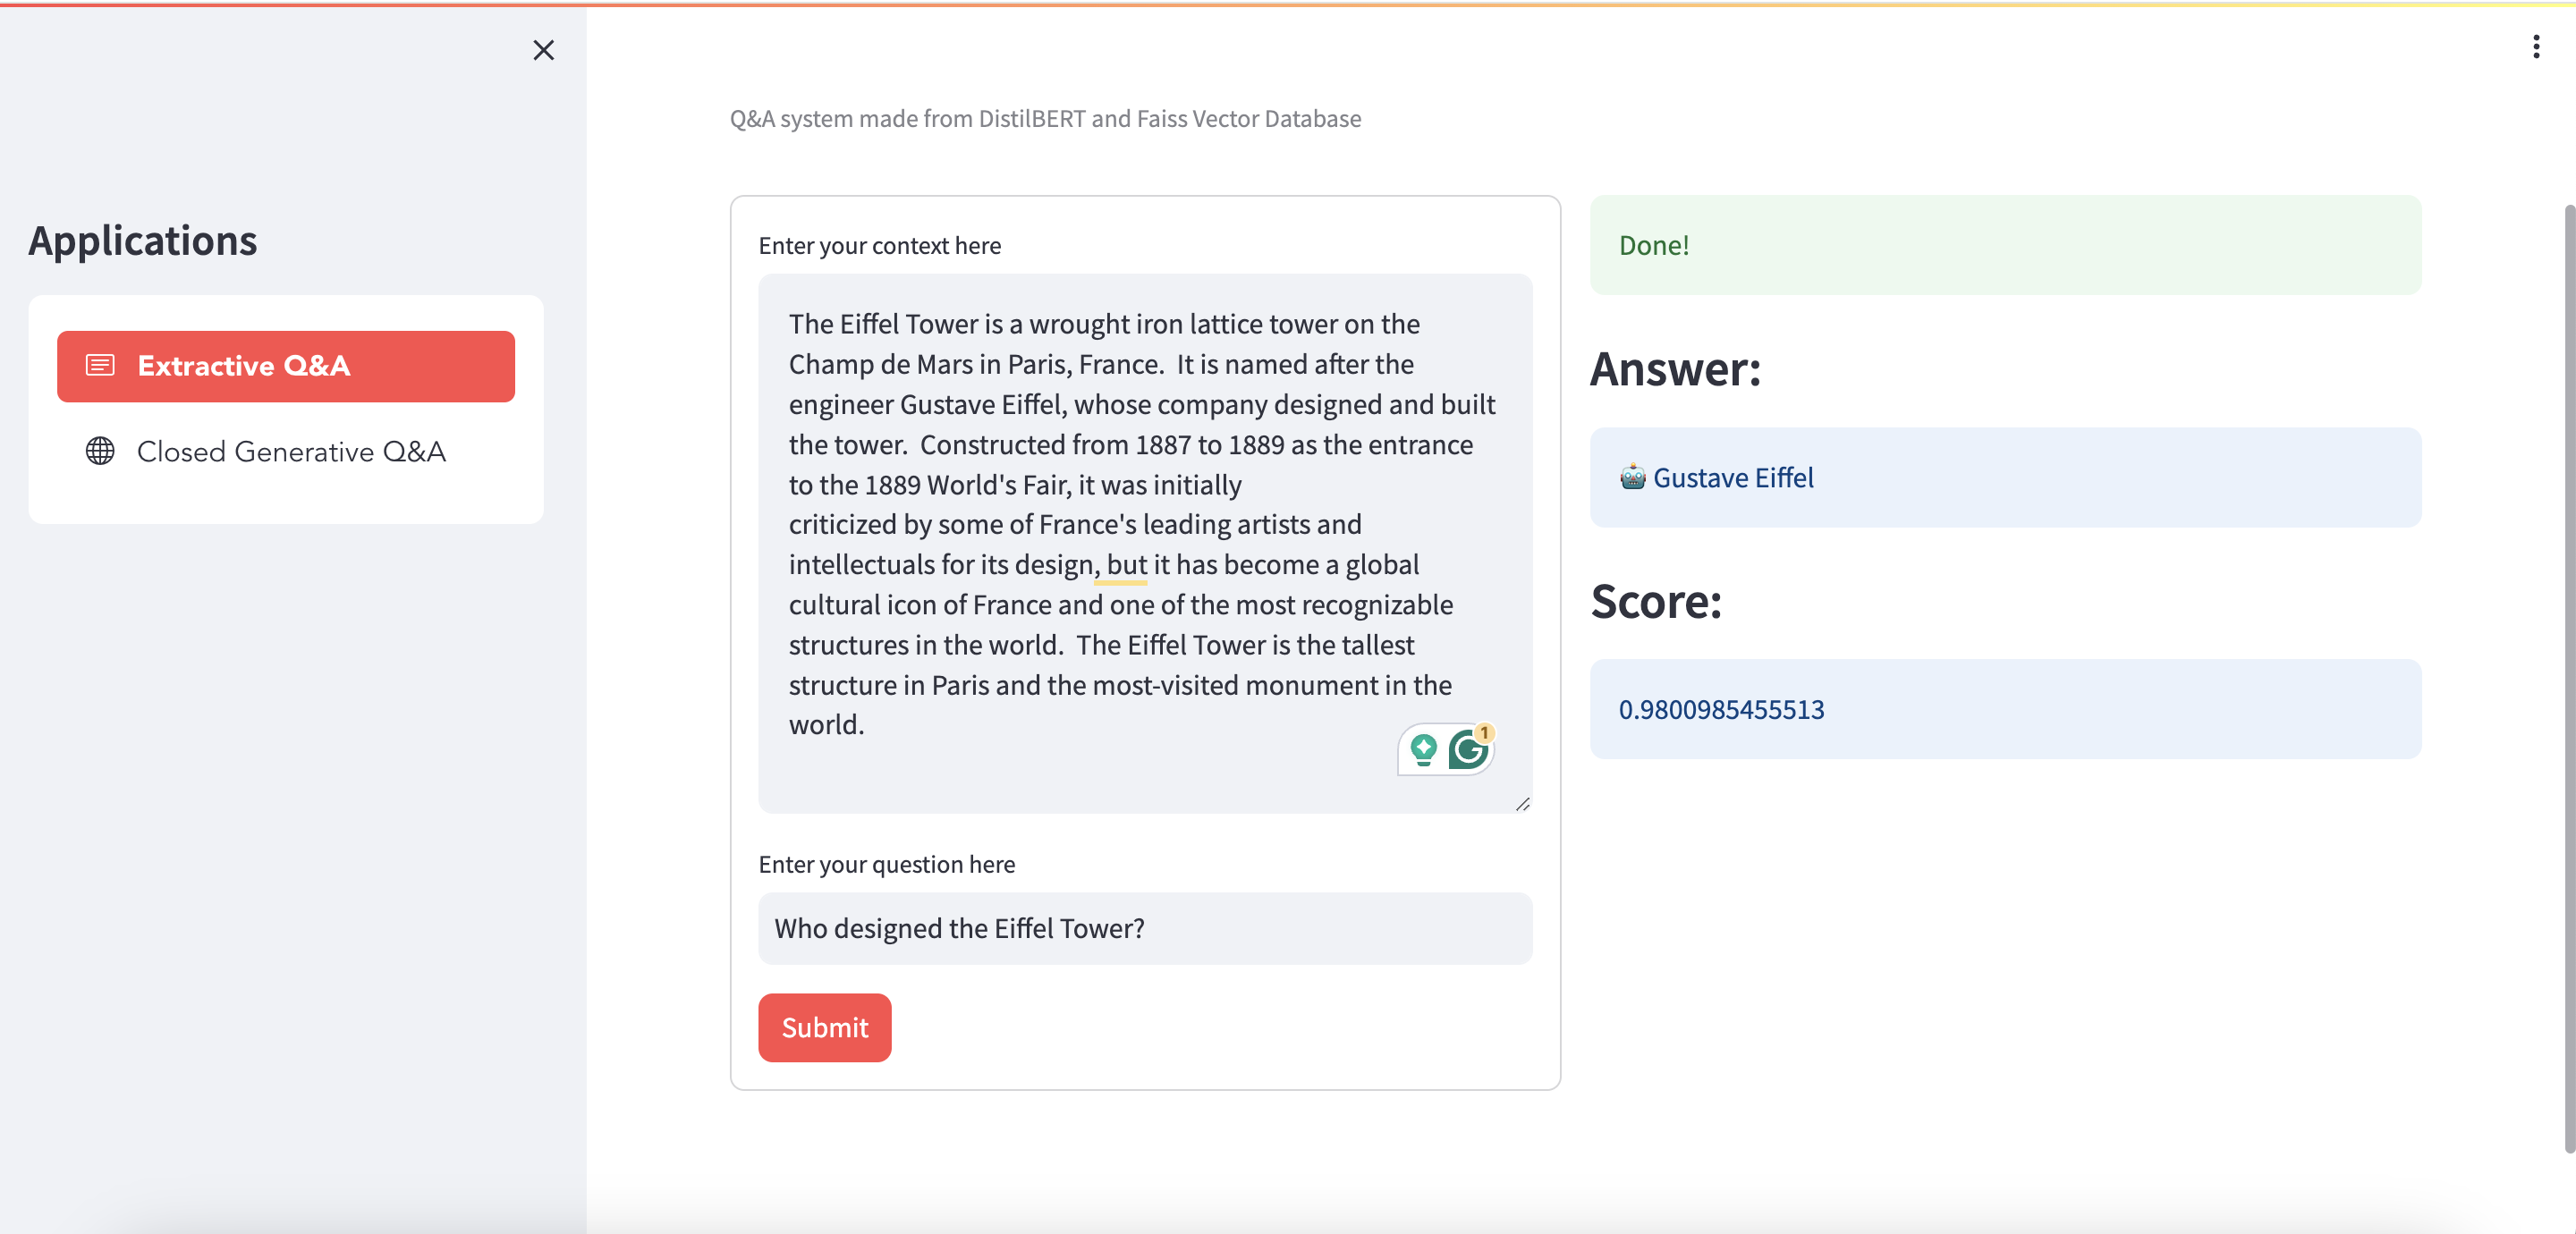 Applications
Extractive Q&A
Closed Generative Q&A
Q&A system made from DistilBERT and Faiss Vector Database
Enter your context here
The Eiffel Tower is a wrought iron lattice tower on the
Champ de Mars in Paris, France.  It is named after the
engineer Gustave Eiffel, whose company designed and built
the tower.  Constructed from 1887 to 1889 as the entrance
to the 1889 World's Fair, it was initially
criticized by some of France's leading artists and
intellectuals for its design, but it has become a global
cultural icon of France and one of the most recognizable
structures in the world.  The Eiffel Tower is the tallest
structure in Paris and the most-visited monument in the
world.
1
Enter your question here
Who designed the Eiffel Tower?
Submit
Done!
Answer:
🤖 Gustave Eiffel
Score:
0.9800985455513